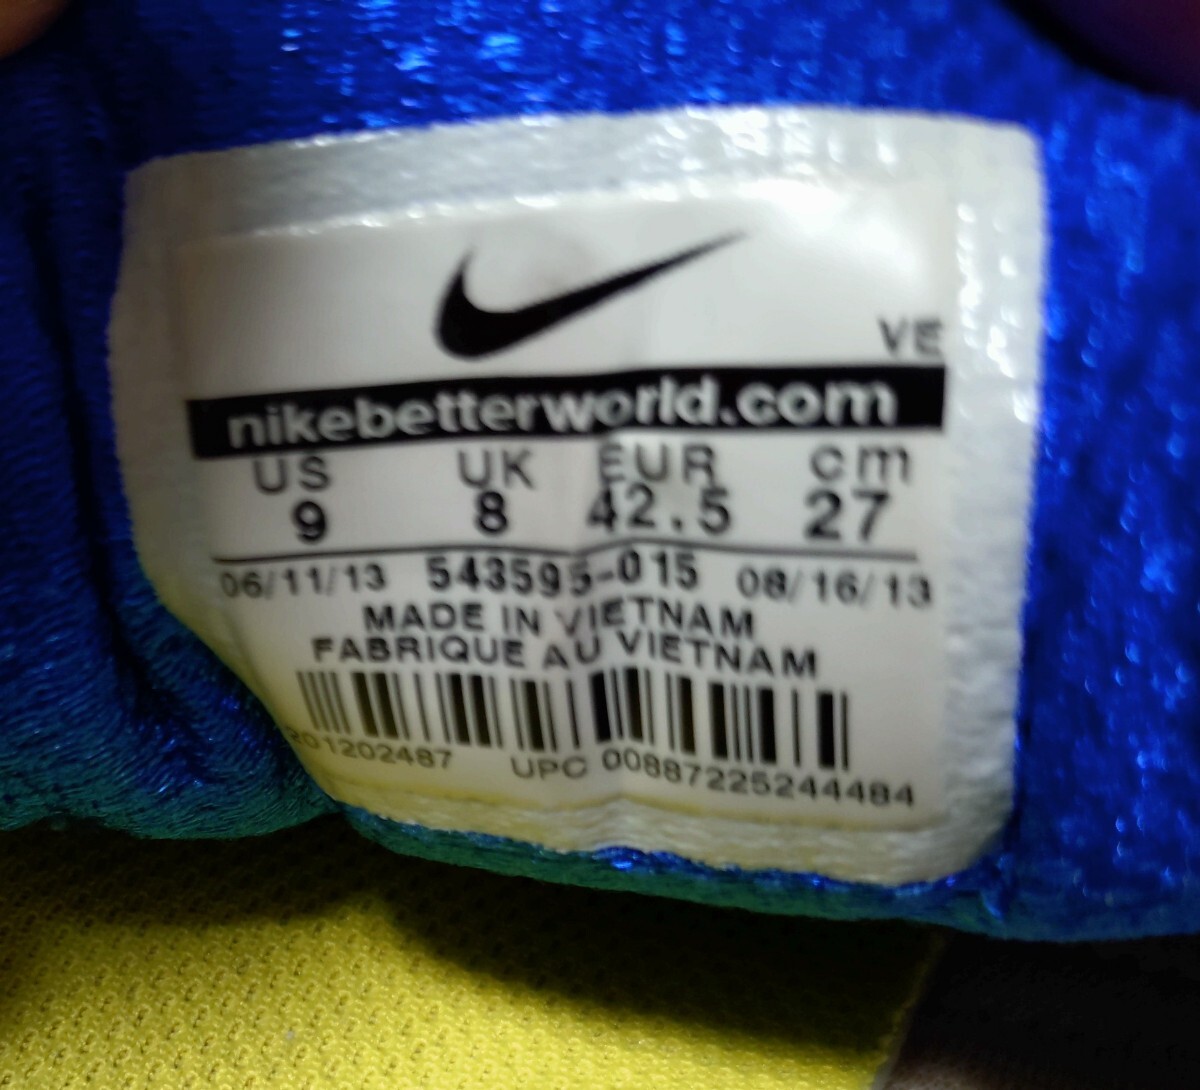 VE
nikebetterworld.com
US UK EUR cm
9 8 42.5 27
06/11/13 543595-015 08/16/13
MADE IN VIETNAM
FABRIQUE AU VIETNAM
UPC 00887225244484